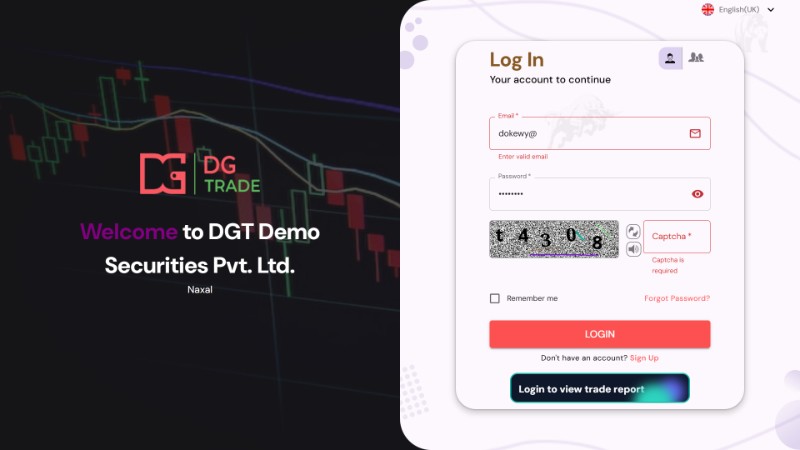 English(UK)
DG
TRADE
Welcome to DGT Demo
Securities Pvt. Ltd.
Naxal
Log In
Your account to continue
Email *
dokewy@
Enter valid email
Password *
••••••••
t 4 3 0 8
Captcha *
Captcha is
required
Remember me
Forgot Password?
LOGIN
Don't have an account? Sign Up
Login to view trade report